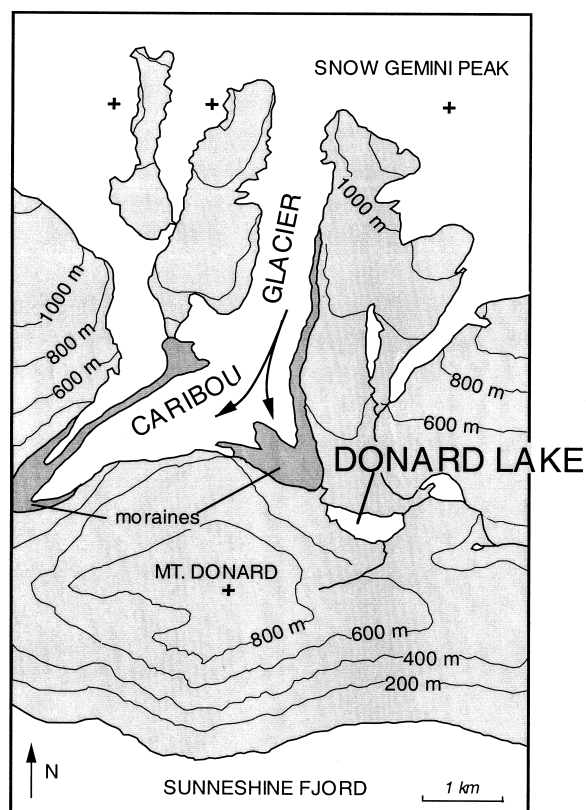 SNOW GEMINI PEAK
1000 m
GLACIER
1000 m
800 m
600 m
800 m
600 m
CARIBOU
DONARD LAKE
moraines
MT. DONARD
800 m
600 m
400 m
200 m
N
SUNNESHINE FJORD
1 km